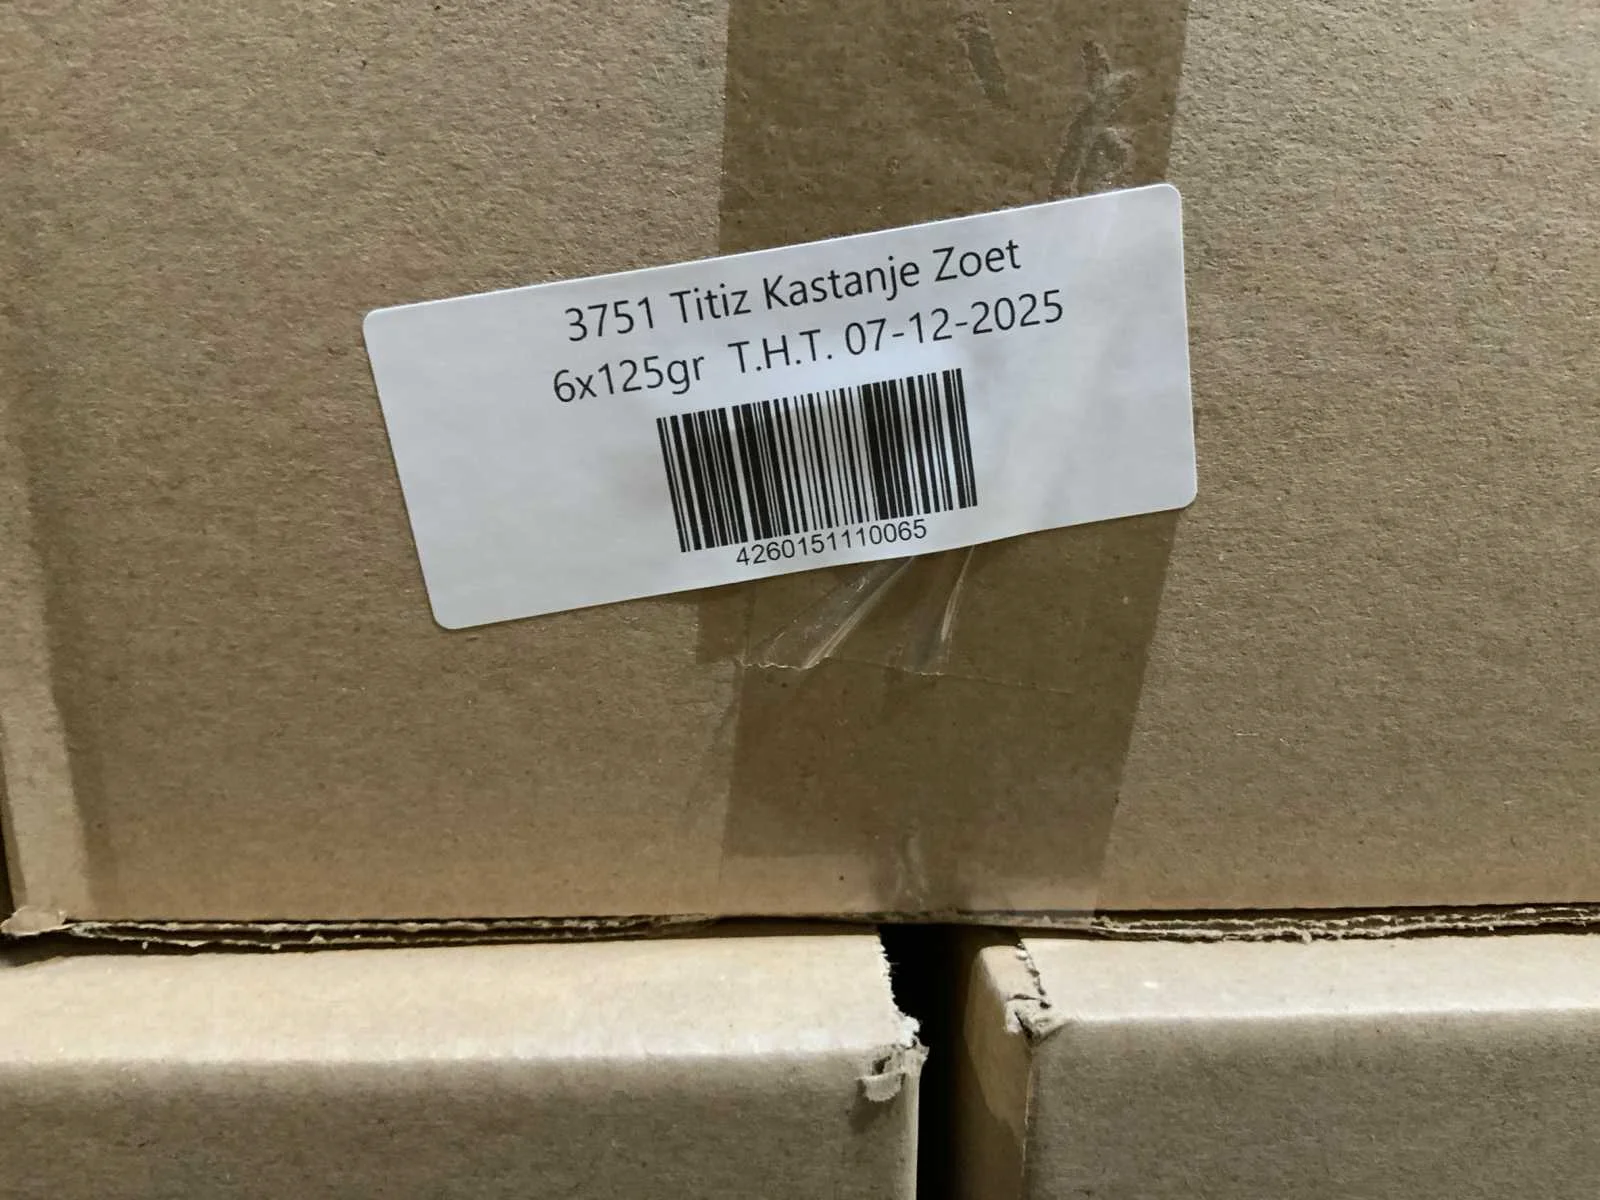 3751 Titiz Kastanje Zoet
6x125gr T.H.T. 07-12-2025
4260151110065